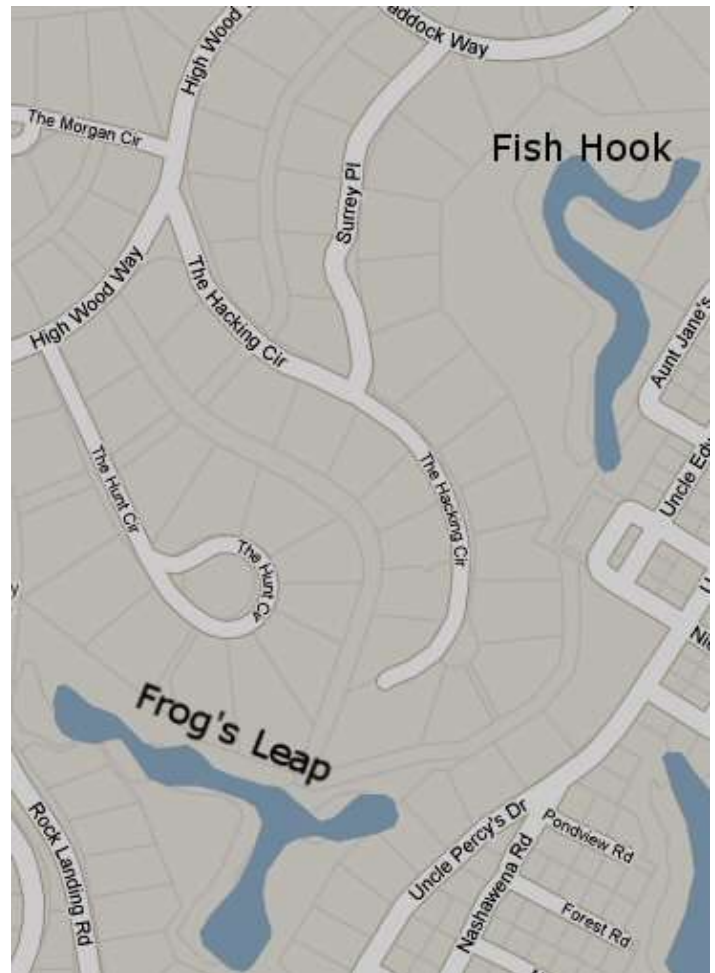 addock Way
High Wood
The Morgan Cir
Fish Hook
Surrey Pl
High Wood Way
The Hacking Cir
Aunt Jane's
The Hacking Cir
The Hunt Cir
Uncle Edw
The Hunt Cir
Frog's Leap
Uncle Percy's Dr
Rock Landing Rd
Pondview Rd
Nashawena Rd
Forest Rd